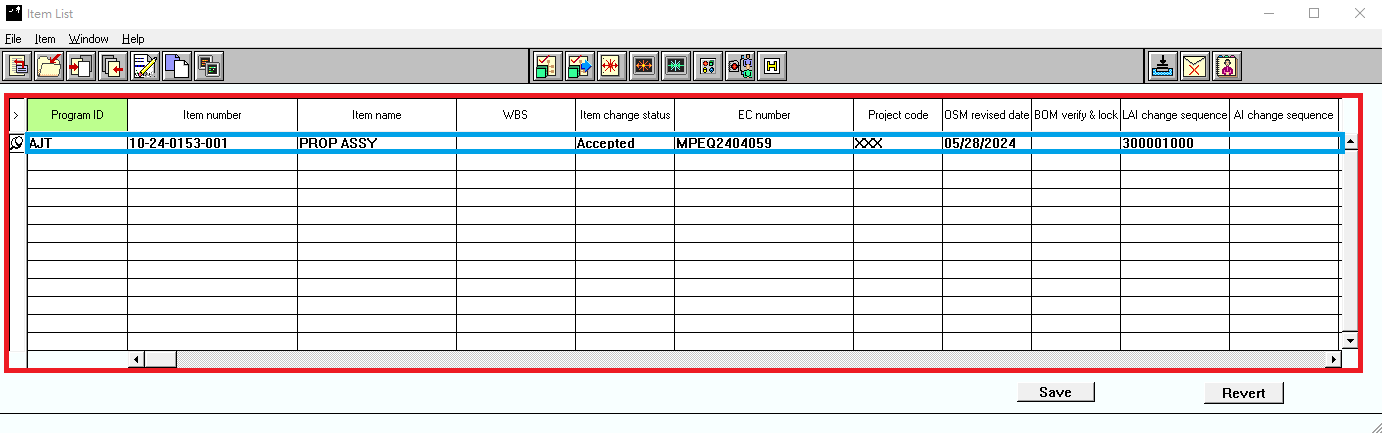 Item List
File Item Window Help
> Program ID Item number Item name WBS Item change status EC number Project code OSM revised date BOM verify & lock LAI change sequence AI change sequence
AJT 10-24-0153-001 PROP ASSY Accepted MPEQ2404059 XXX 05/28/2024 300001000
Save Revert